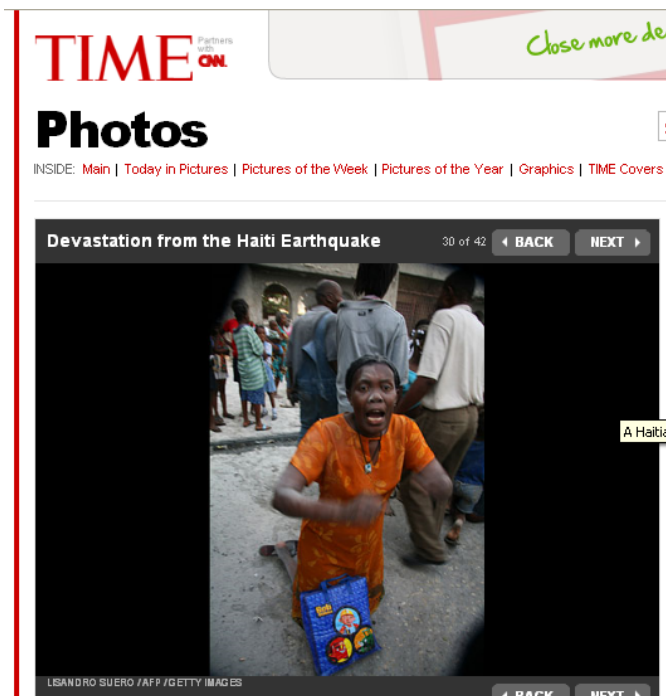 Close more de
TIME Partners with CNN
Photos
INSIDE: Main | Today in Pictures | Pictures of the Week | Pictures of the Year | Graphics | TIME Covers
Devastation from the Haiti Earthquake 30 of 42 BACK NEXT
A Haitia
Bob
LISANDRO SUERO / AFP / GETTY IMAGES
BACK NEXT